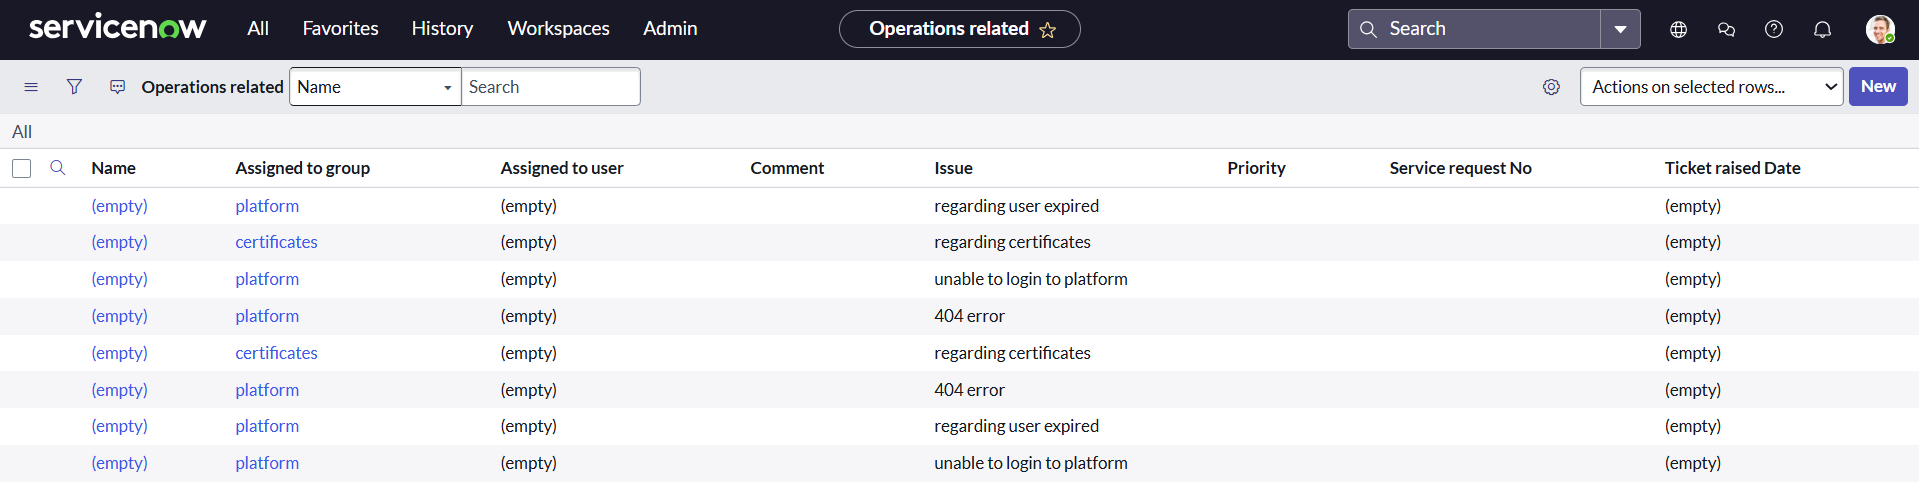 servicenow All Favorites History Workspaces Admin Operations related Search
Operations related Name Search Actions on selected rows... New
All
Name Assigned to group Assigned to user Comment Issue Priority Service request No Ticket raised Date
(empty) platform (empty) regarding user expired (empty)
(empty) certificates (empty) regarding certificates (empty)
(empty) platform (empty) unable to login to platform (empty)
(empty) platform (empty) 404 error (empty)
(empty) certificates (empty) regarding certificates (empty)
(empty) platform (empty) 404 error (empty)
(empty) platform (empty) regarding user expired (empty)
(empty) platform (empty) unable to login to platform (empty)